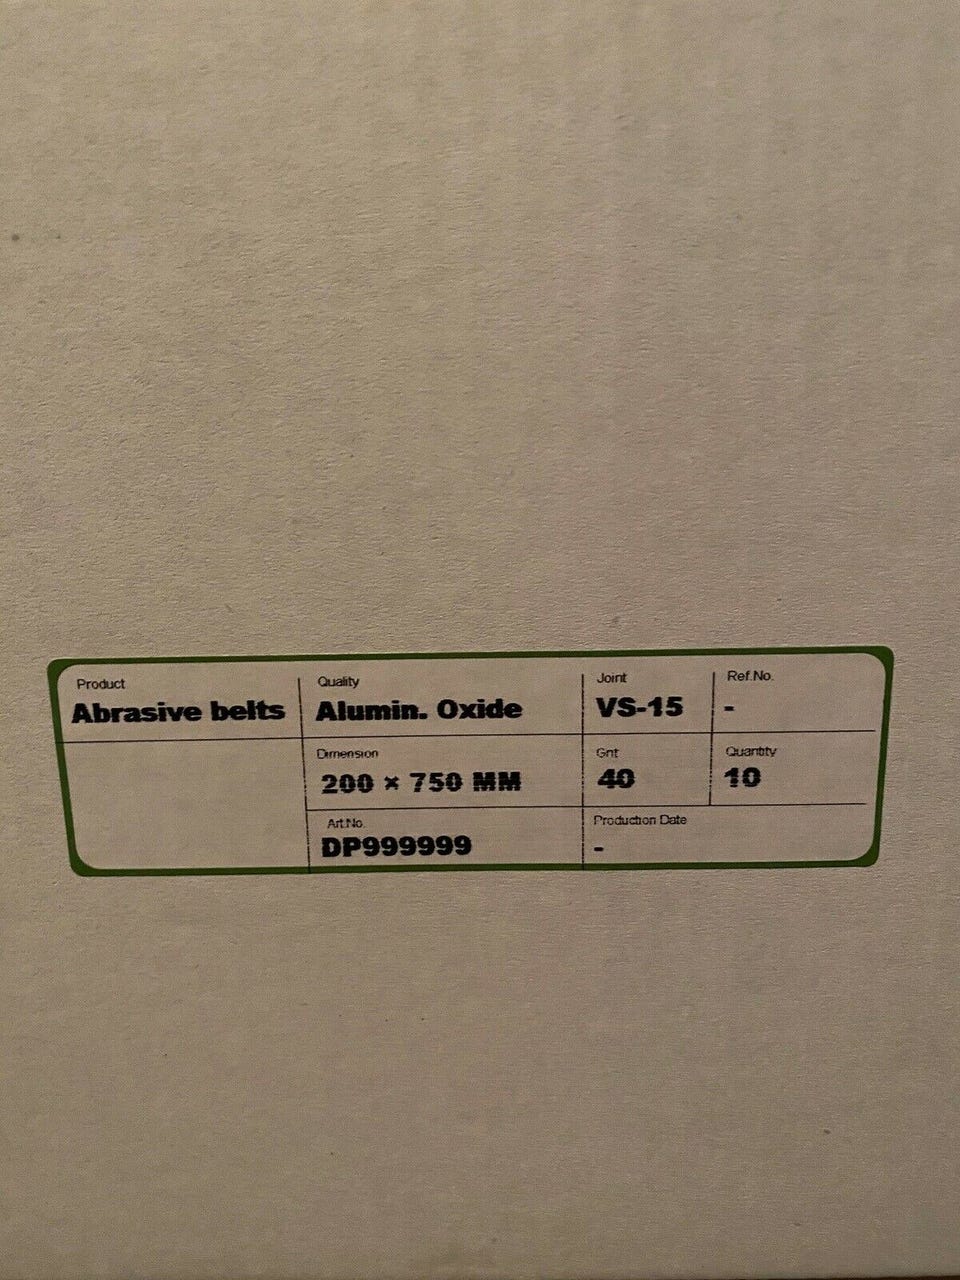 Product
Abrasive belts
Quality
Alumin. Oxide
Joint
VS-15
Ref.No.
-
Dimension
200 × 750 MM
Grit
40
Quantity
10
Art.No.
DP999999
Production Date
-